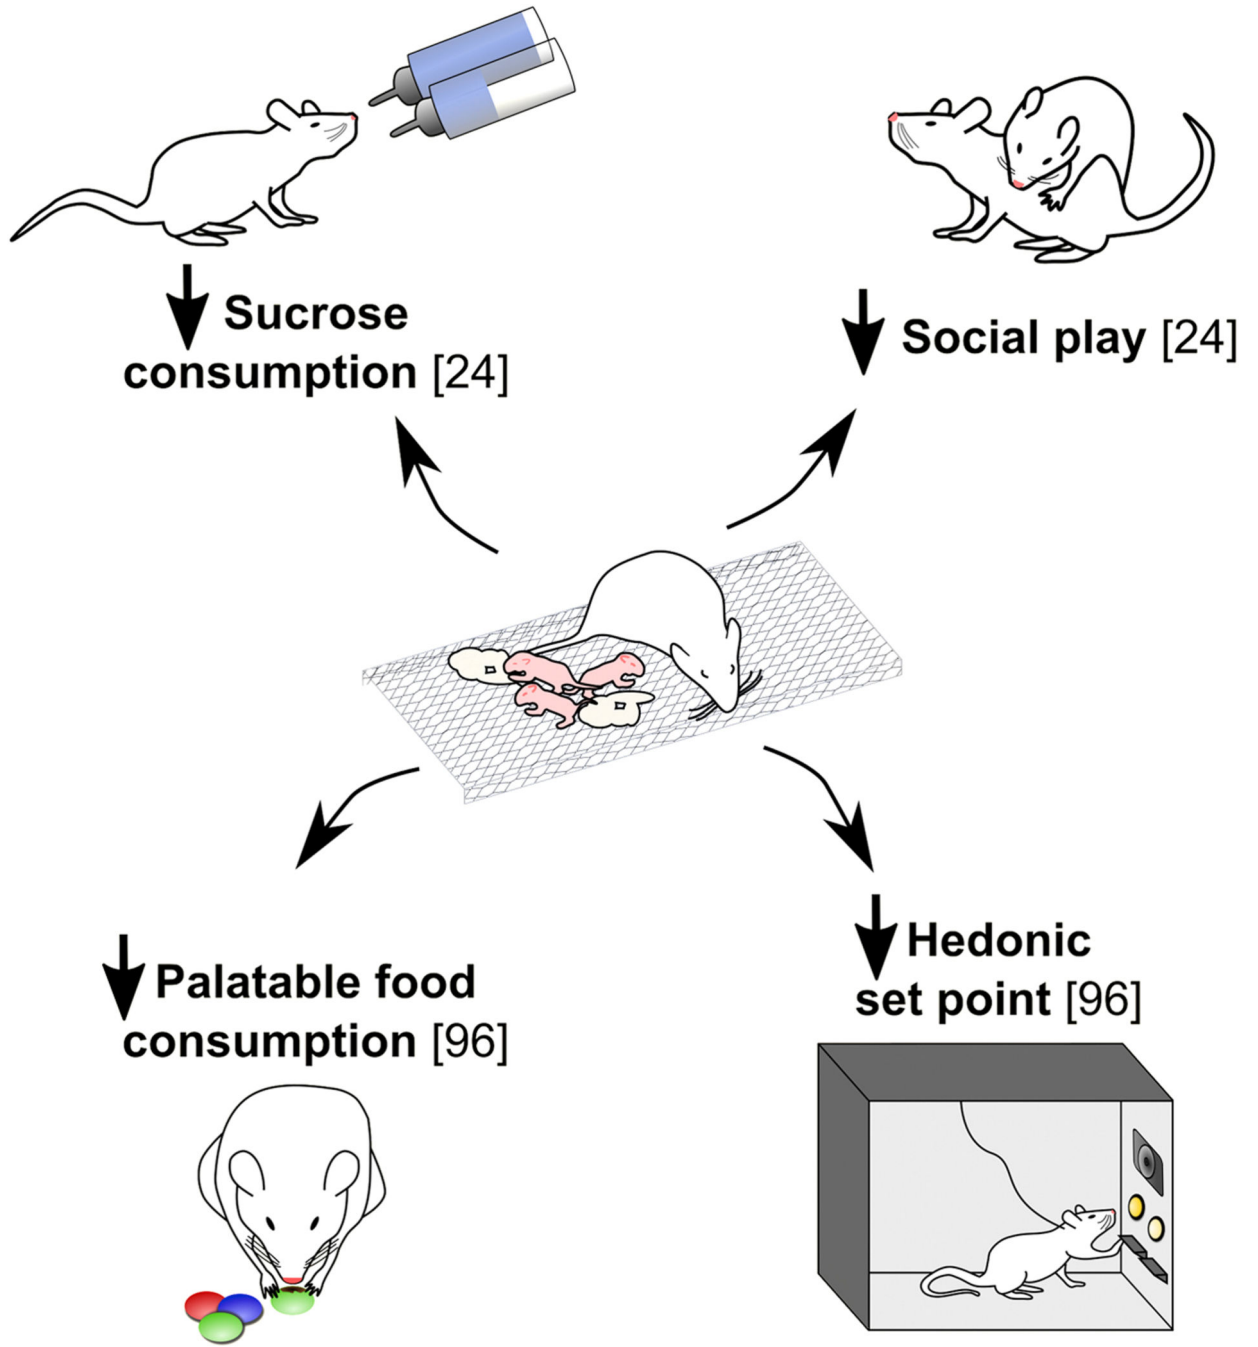 Sucrose
consumption [24]
Social play [24]
Palatable food
consumption [96]
Hedonic
set point [96]